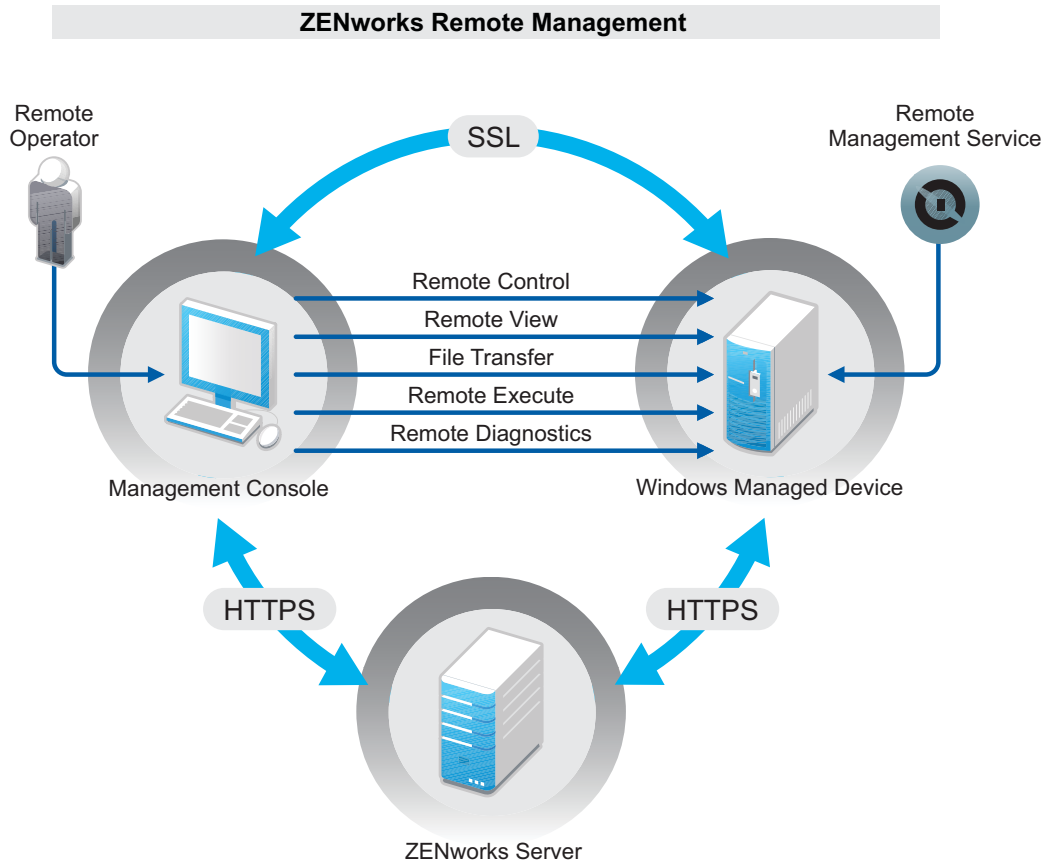 ZENworks Remote Management
Remote
Operator
SSL
Remote
Management Service
Remote Control
Remote View
File Transfer
Remote Execute
Remote Diagnostics
Management Console
Windows Managed Device
HTTPS
HTTPS
ZENworks Server